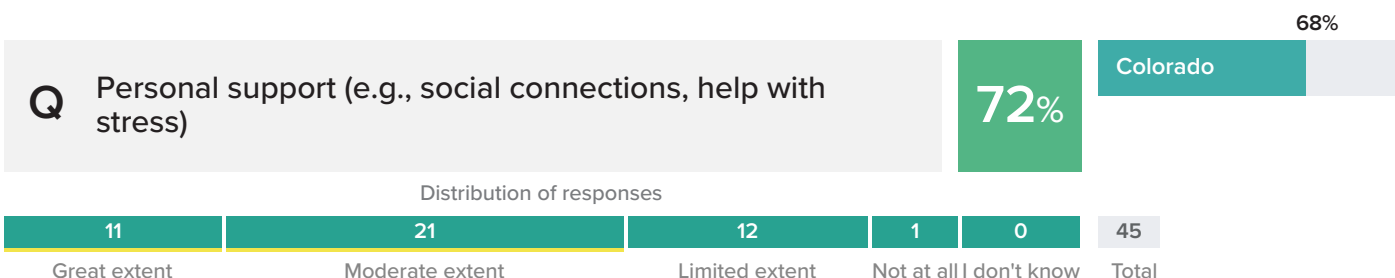 68%
Q
Personal support (e.g., social connections, help with
stress)
72%
Colorado
Distribution of responses
11 21 12 1 0 45
Great extent Moderate extent Limited extent Not at all I don't know Total